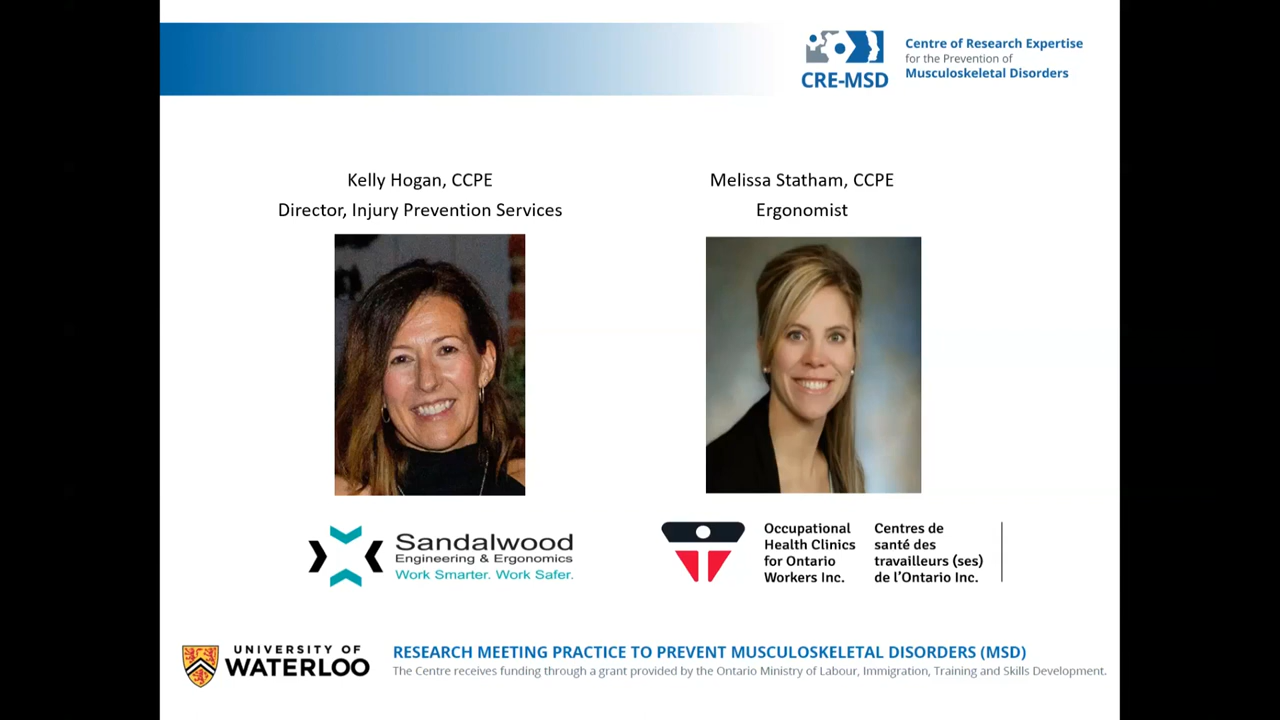 CRE-MSD
Centre of Research Expertise
for the Prevention of
Musculoskeletal Disorders
Kelly Hogan, CCPE
Director, Injury Prevention Services
Melissa Statham, CCPE
Ergonomist
Sandalwood
Engineering & Ergonomics
Work Smarter. Work Safer.
Occupational
Health Clinics
for Ontario
Workers Inc.
Centres de
santé des
travailleurs (ses)
de l'Ontario Inc.
UNIVERSITY OF
WATERLOO
RESEARCH MEETING PRACTICE TO PREVENT MUSCULOSKELETAL DISORDERS (MSD)
The Centre receives funding through a grant provided by the Ontario Ministry of Labour, Immigration, Training and Skills Development.